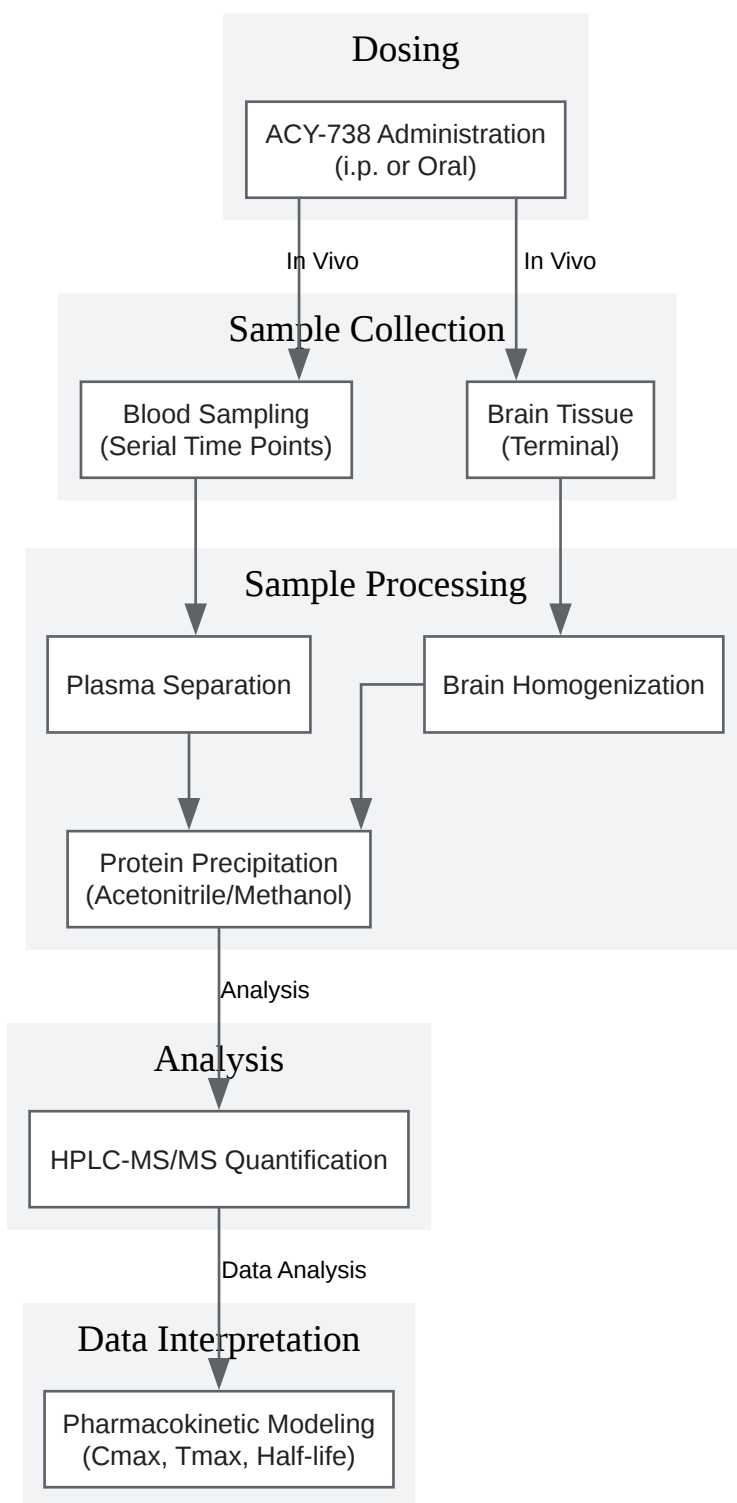 Dosing
ACY-738 Administration
(i.p. or Oral)
In Vivo
In Vivo
Sample Collection
Blood Sampling
(Serial Time Points)
Brain Tissue
(Terminal)
Sample Processing
Plasma Separation
Brain Homogenization
Protein Precipitation
(Acetonitrile/Methanol)
Analysis
Analysis
HPLC-MS/MS Quantification
Data Analysis
Data Interpretation
Pharmacokinetic Modeling
(Cmax, Tmax, Half-life)